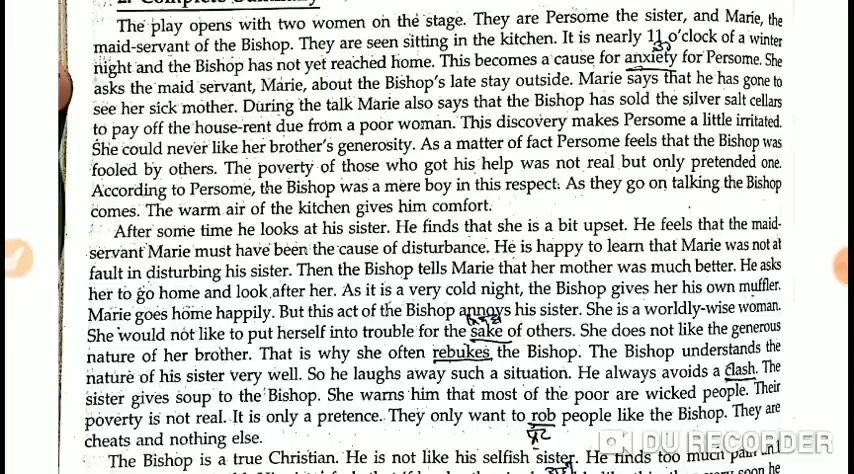 2. Complete Summary
The play opens with two women on the stage. They are Persome the sister, and Marie, the
maid-servant of the Bishop. They are seen sitting in the kitchen. It is nearly 11 o'clock of a winter
night and the Bishop has not yet reached home. This becomes a cause for anxiety for Persome. She
asks the maid servant, Marie, about the Bishop's late stay outside. Marie says that he has gone to
see her sick mother. During the talk Marie also says that the Bishop has sold the silver salt cellars
to pay off the house-rent due from a poor woman. This discovery makes Persome a little irritated.
She could never like her brother's generosity. As a matter of fact Persome feels that the Bishop was
fooled by others. The poverty of those who got his help was not real but only pretended one.
According to Persome, the Bishop was a mere boy in this respect. As they go on talking the Bishop
comes. The warm air of the kitchen gives him comfort.
After some time he looks at his sister. He finds that she is a bit upset. He feels that the maid-
servant Marie must have been the cause of disturbance. He is happy to learn that Marie was not at
fault in disturbing his sister. Then the Bishop tells Marie that her mother was much better. He asks
her to go home and look after her. As it is a very cold night, the Bishop gives her his own muffler.
Marie goes home happily. But this act of the Bishop annoys his sister. She is a worldly-wise woman.
She would not like to put herself into trouble for the sake of others. She does not like the generous
nature of her brother. That is why she often rebukes the Bishop. The Bishop understands the
nature of his sister very well. So he laughs away such a situation. He always avoids a clash. The
sister gives soup to the Bishop. She warns him that most of the poor are wicked people. Their
poverty is not real. It is only a pretence. They only want to rob people like the Bishop. They are
cheats and nothing else.
DU RECORDER
The Bishop is a true Christian. He is not like his selfish sister. He finds too much pain